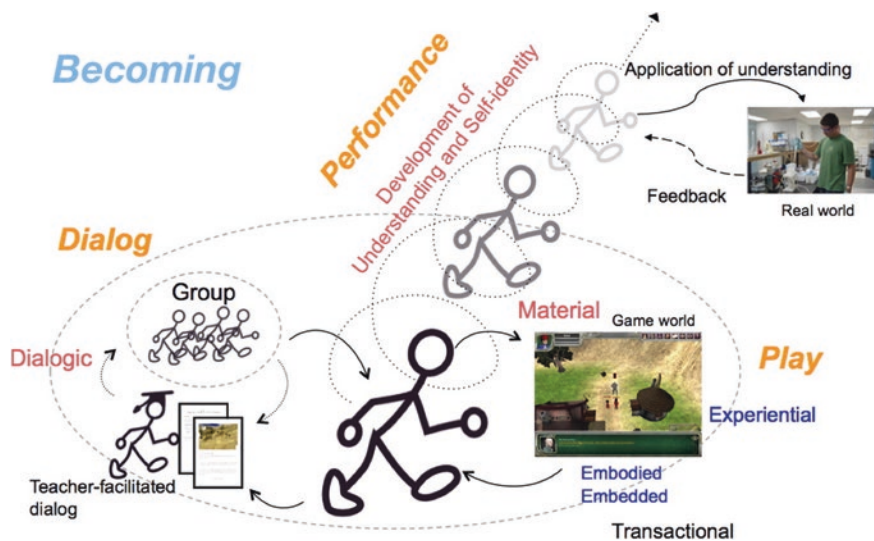 Becoming
Performance
Development of
Understanding and Self-identity
Application of understanding
Feedback
Real world
Dialog
Group
Dialogic
Teacher-facilitated
dialog
Material
Game world
Play
Experiential
Embodied
Embedded
Transactional